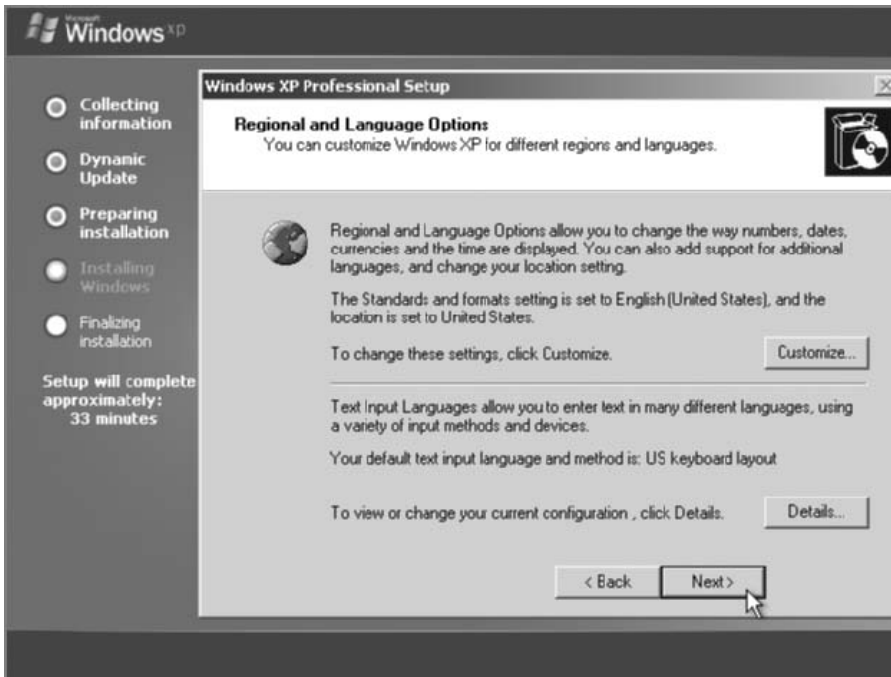 Microsoft
Windows xp
Collecting
information
Dynamic
Update
Preparing
installation
Installing
Windows
Finalizing
installation
Setup will complete
approximately:
33 minutes
Windows XP Professional Setup
Regional and Language Options
You can customize Windows XP for different regions and languages.
Regional and Language Options allow you to change the way numbers, dates,
currencies and the time are displayed. You can also add support for additional
languages, and change your location setting.
The Standards and formats setting is set to English (United States), and the
location is set to United States.
To change these settings, click Customize.
Customize...
Text Input Languages allow you to enter text in many different languages, using
a variety of input methods and devices.
Your default text input language and method is: US keyboard layout
To view or change your current configuration , click Details.
Details...
< Back
Next >